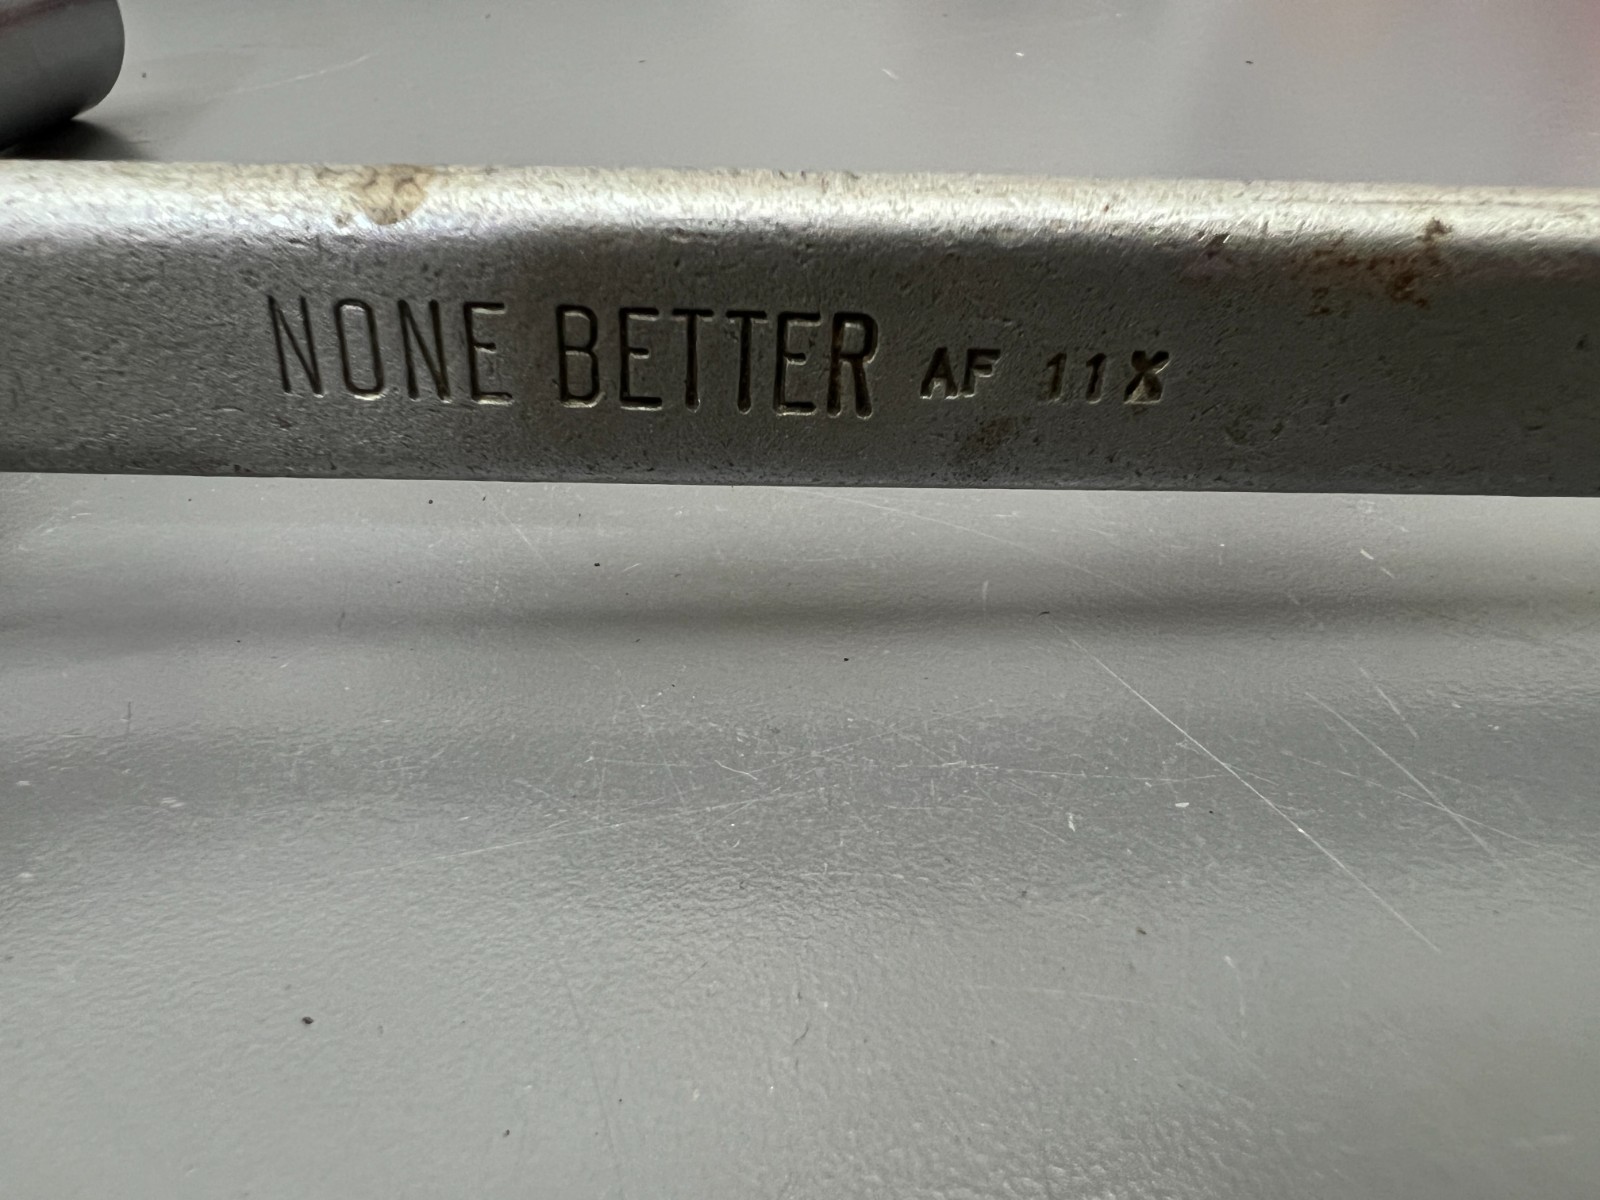 NONE BETTER AF 11X